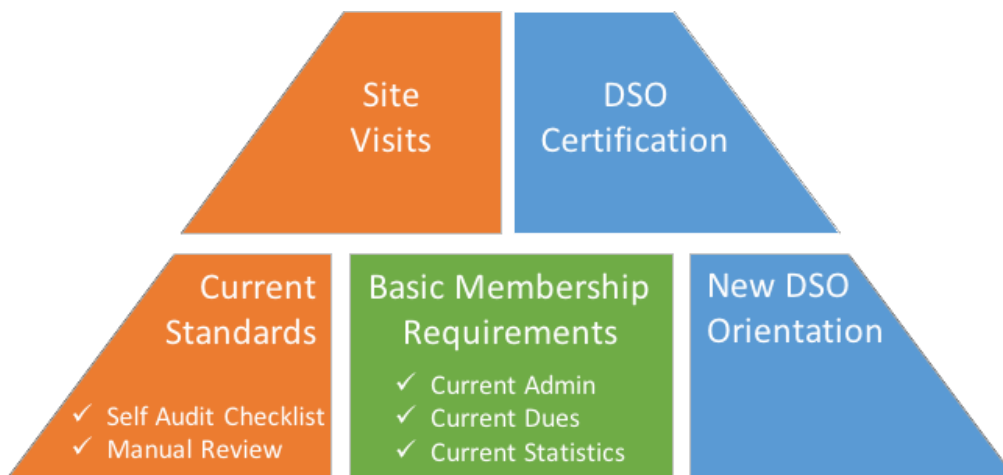 Site
Visits
DSO
Certification
Current
Standards
✓ Self Audit Checklist
✓ Manual Review
Basic Membership
Requirements
✓ Current Admin
✓ Current Dues
✓ Current Statistics
New DSO
Orientation